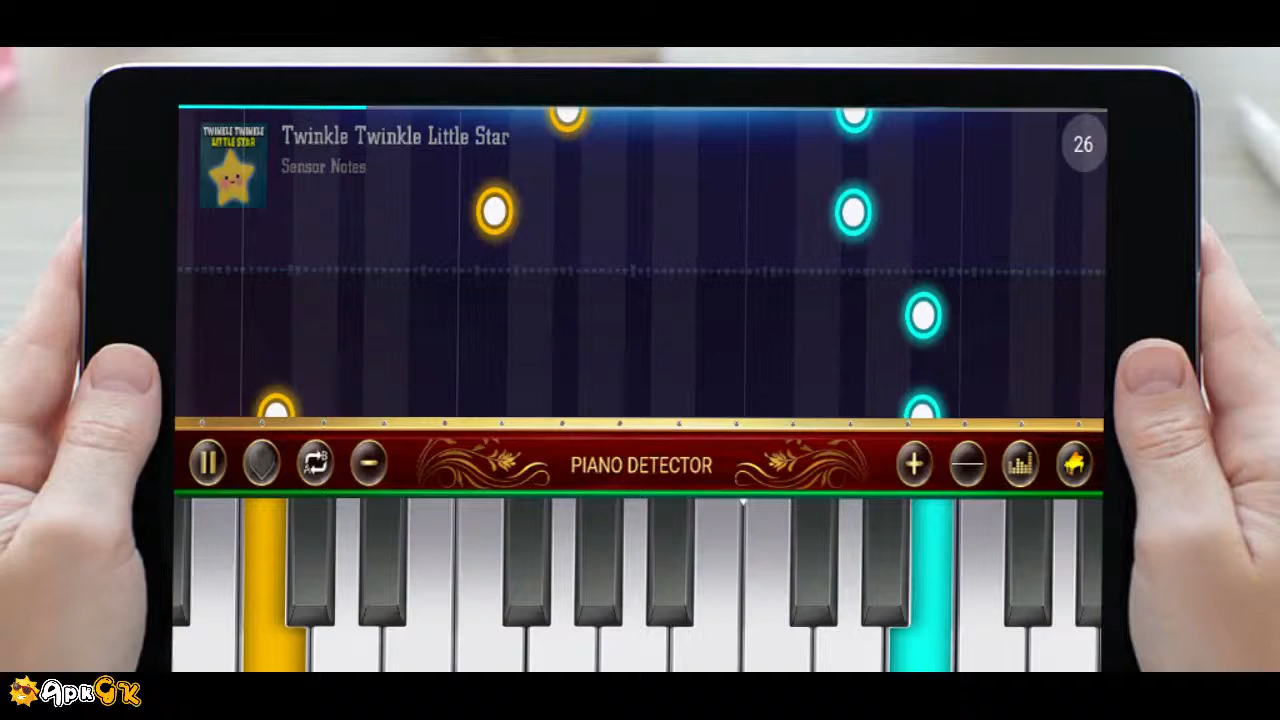 TWINKLE TWINKLE
LITTLE STAR
Twinkle Twinkle Little Star
Sensor Notes
26
A B
PIANO DETECTOR
ApkGK